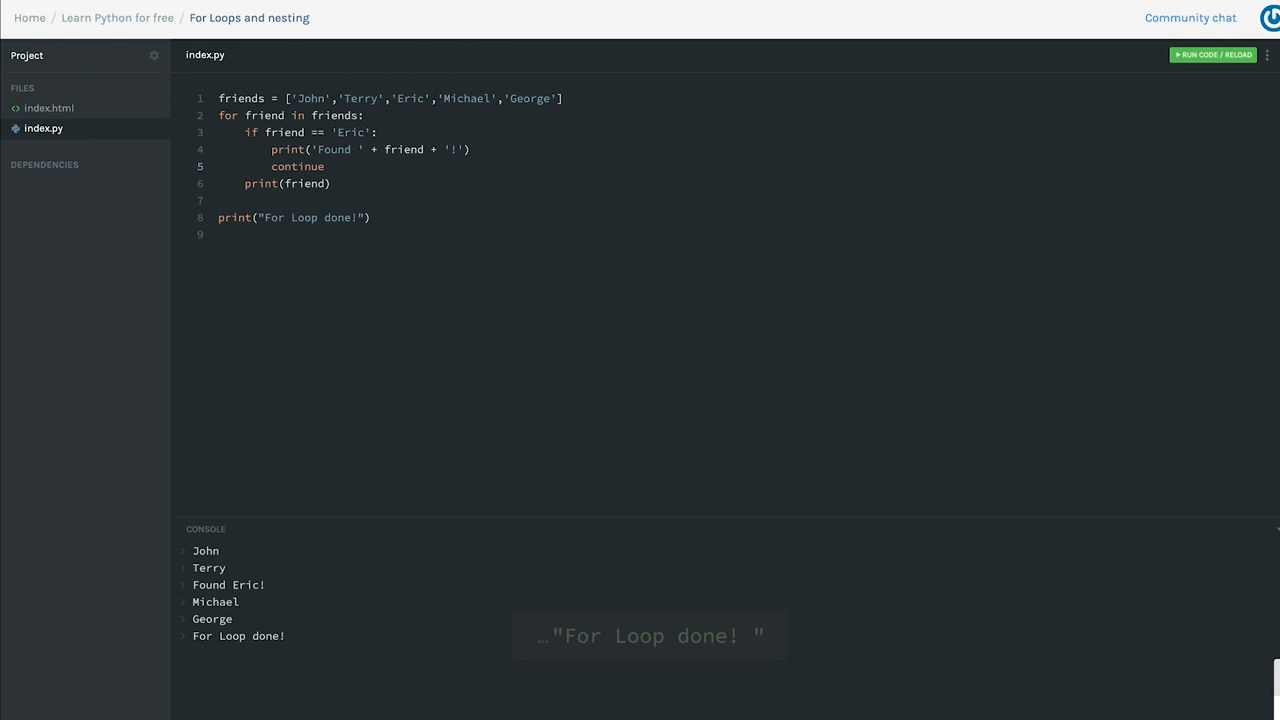 Home / Learn Python for free / For Loops and nesting
Community chat
Project
index.py
RUN CODE / RELOAD
FILES
<> index.html
index.py
DEPENDENCIES
1 friends = ['John','Terry','Eric','Michael','George']
2 for friend in friends:
3     if friend == 'Eric':
4         print('Found ' + friend + '!')
5         continue
6     print(friend)
7
8 print("For Loop done!")
9
CONSOLE
> John
> Terry
> Found Eric!
> Michael
> George
> For Loop done!
…"For Loop done! "